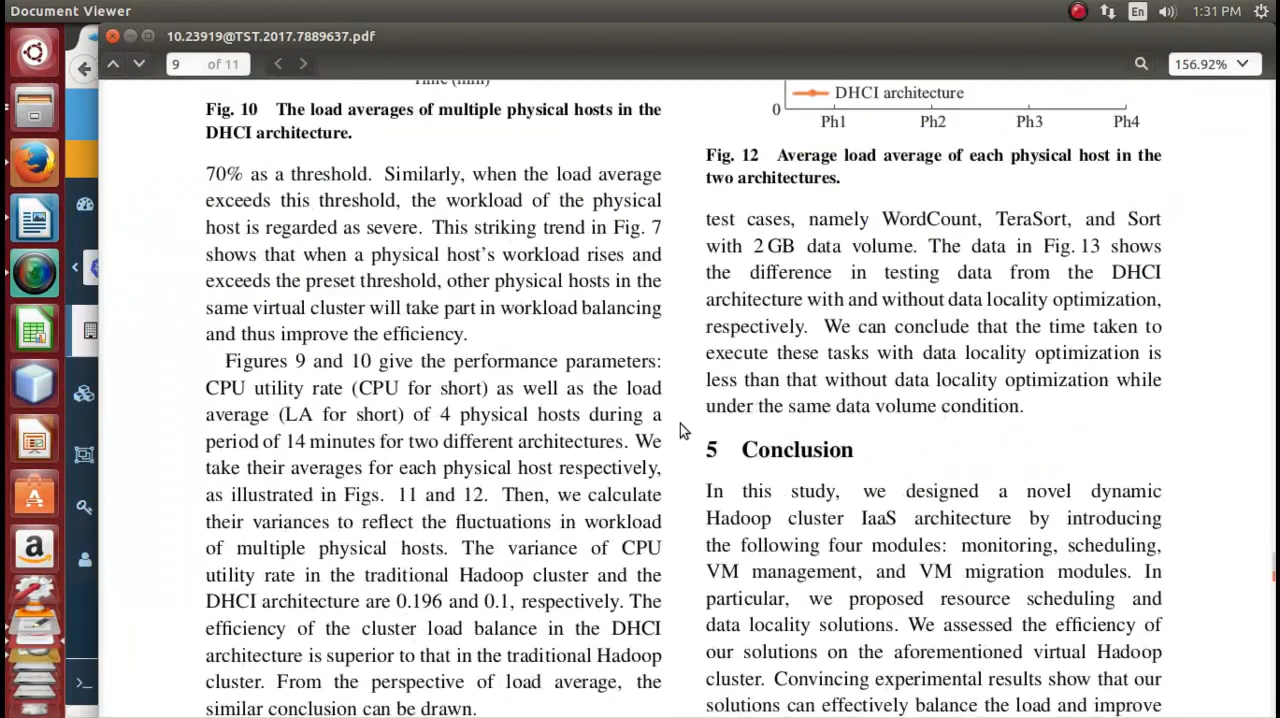 Document Viewer
En
1:31 PM
10.23919@TST.2017.7889637.pdf
9 of 11
156.92%
Time (min)
Fig. 10 The load averages of multiple physical hosts in the
DHCI architecture.
70% as a threshold. Similarly, when the load average
exceeds this threshold, the workload of the physical
host is regarded as severe. This striking trend in Fig. 7
shows that when a physical host's workload rises and
exceeds the preset threshold, other physical hosts in the
same virtual cluster will take part in workload balancing
and thus improve the efficiency.
Figures 9 and 10 give the performance parameters:
CPU utility rate (CPU for short) as well as the load
average (LA for short) of 4 physical hosts during a
period of 14 minutes for two different architectures. We
take their averages for each physical host respectively,
as illustrated in Figs. 11 and 12. Then, we calculate
their variances to reflect the fluctuations in workload
of multiple physical hosts. The variance of CPU
utility rate in the traditional Hadoop cluster and the
DHCI architecture are 0.196 and 0.1, respectively. The
efficiency of the cluster load balance in the DHCI
architecture is superior to that in the traditional Hadoop
cluster. From the perspective of load average, the
similar conclusion can be drawn.
DHCI architecture
0
Ph1 Ph2 Ph3 Ph4
Fig. 12 Average load average of each physical host in the
two architectures.
test cases, namely WordCount, TeraSort, and Sort
with 2 GB data volume. The data in Fig. 13 shows
the difference in testing data from the DHCI
architecture with and without data locality optimization,
respectively. We can conclude that the time taken to
execute these tasks with data locality optimization is
less than that without data locality optimization while
under the same data volume condition.
5 Conclusion
In this study, we designed a novel dynamic
Hadoop cluster IaaS architecture by introducing
the following four modules: monitoring, scheduling,
VM management, and VM migration modules. In
particular, we proposed resource scheduling and
data locality solutions. We assessed the efficiency of
our solutions on the aforementioned virtual Hadoop
cluster. Convincing experimental results show that our
solutions can effectively balance the load and improve